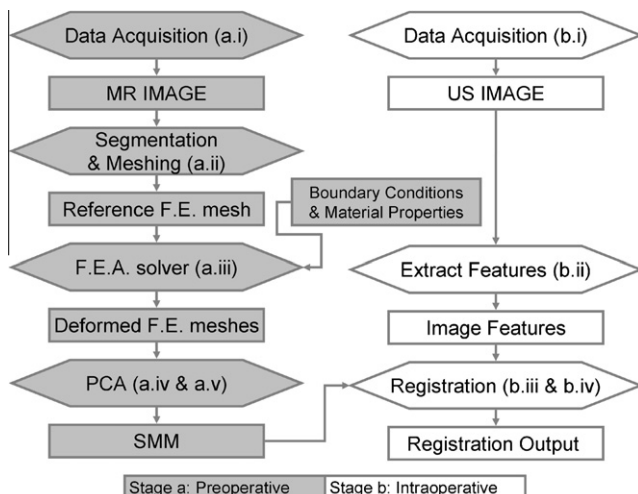 Data Acquisition (a.i)
MR IMAGE
Segmentation
& Meshing (a.ii)
Reference F.E. mesh
Boundary Conditions
& Material Properties
F.E.A. solver (a.iii)
Deformed F.E. meshes
PCA (a.iv & a.v)
SMM
Data Acquisition (b.i)
US IMAGE
Extract Features (b.ii)
Image Features
Registration (b.iii & b.iv)
Registration Output
Stage a: Preoperative
Stage b: Intraoperative